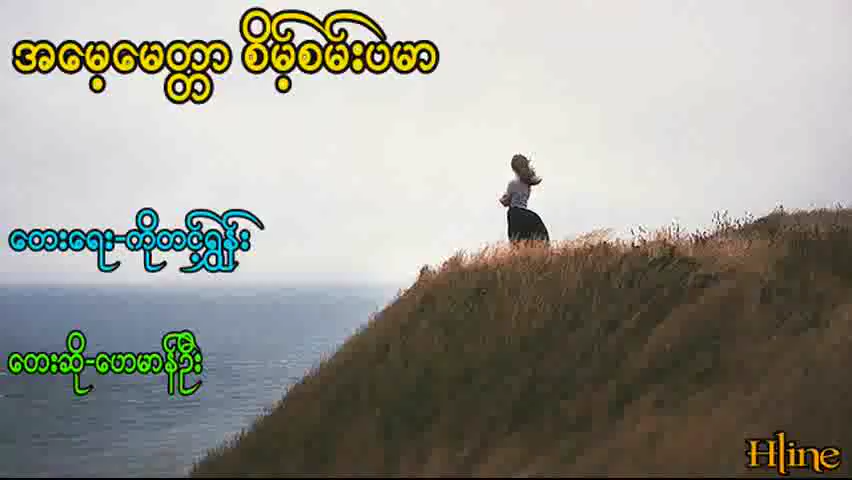 အမေ့မေတ္တာ စိမ့်စမ်းပမာ
တေးရေး-ကိုတင့်ရွှန်း
တေးဆို-ဟေမာန်ဦး
Hline